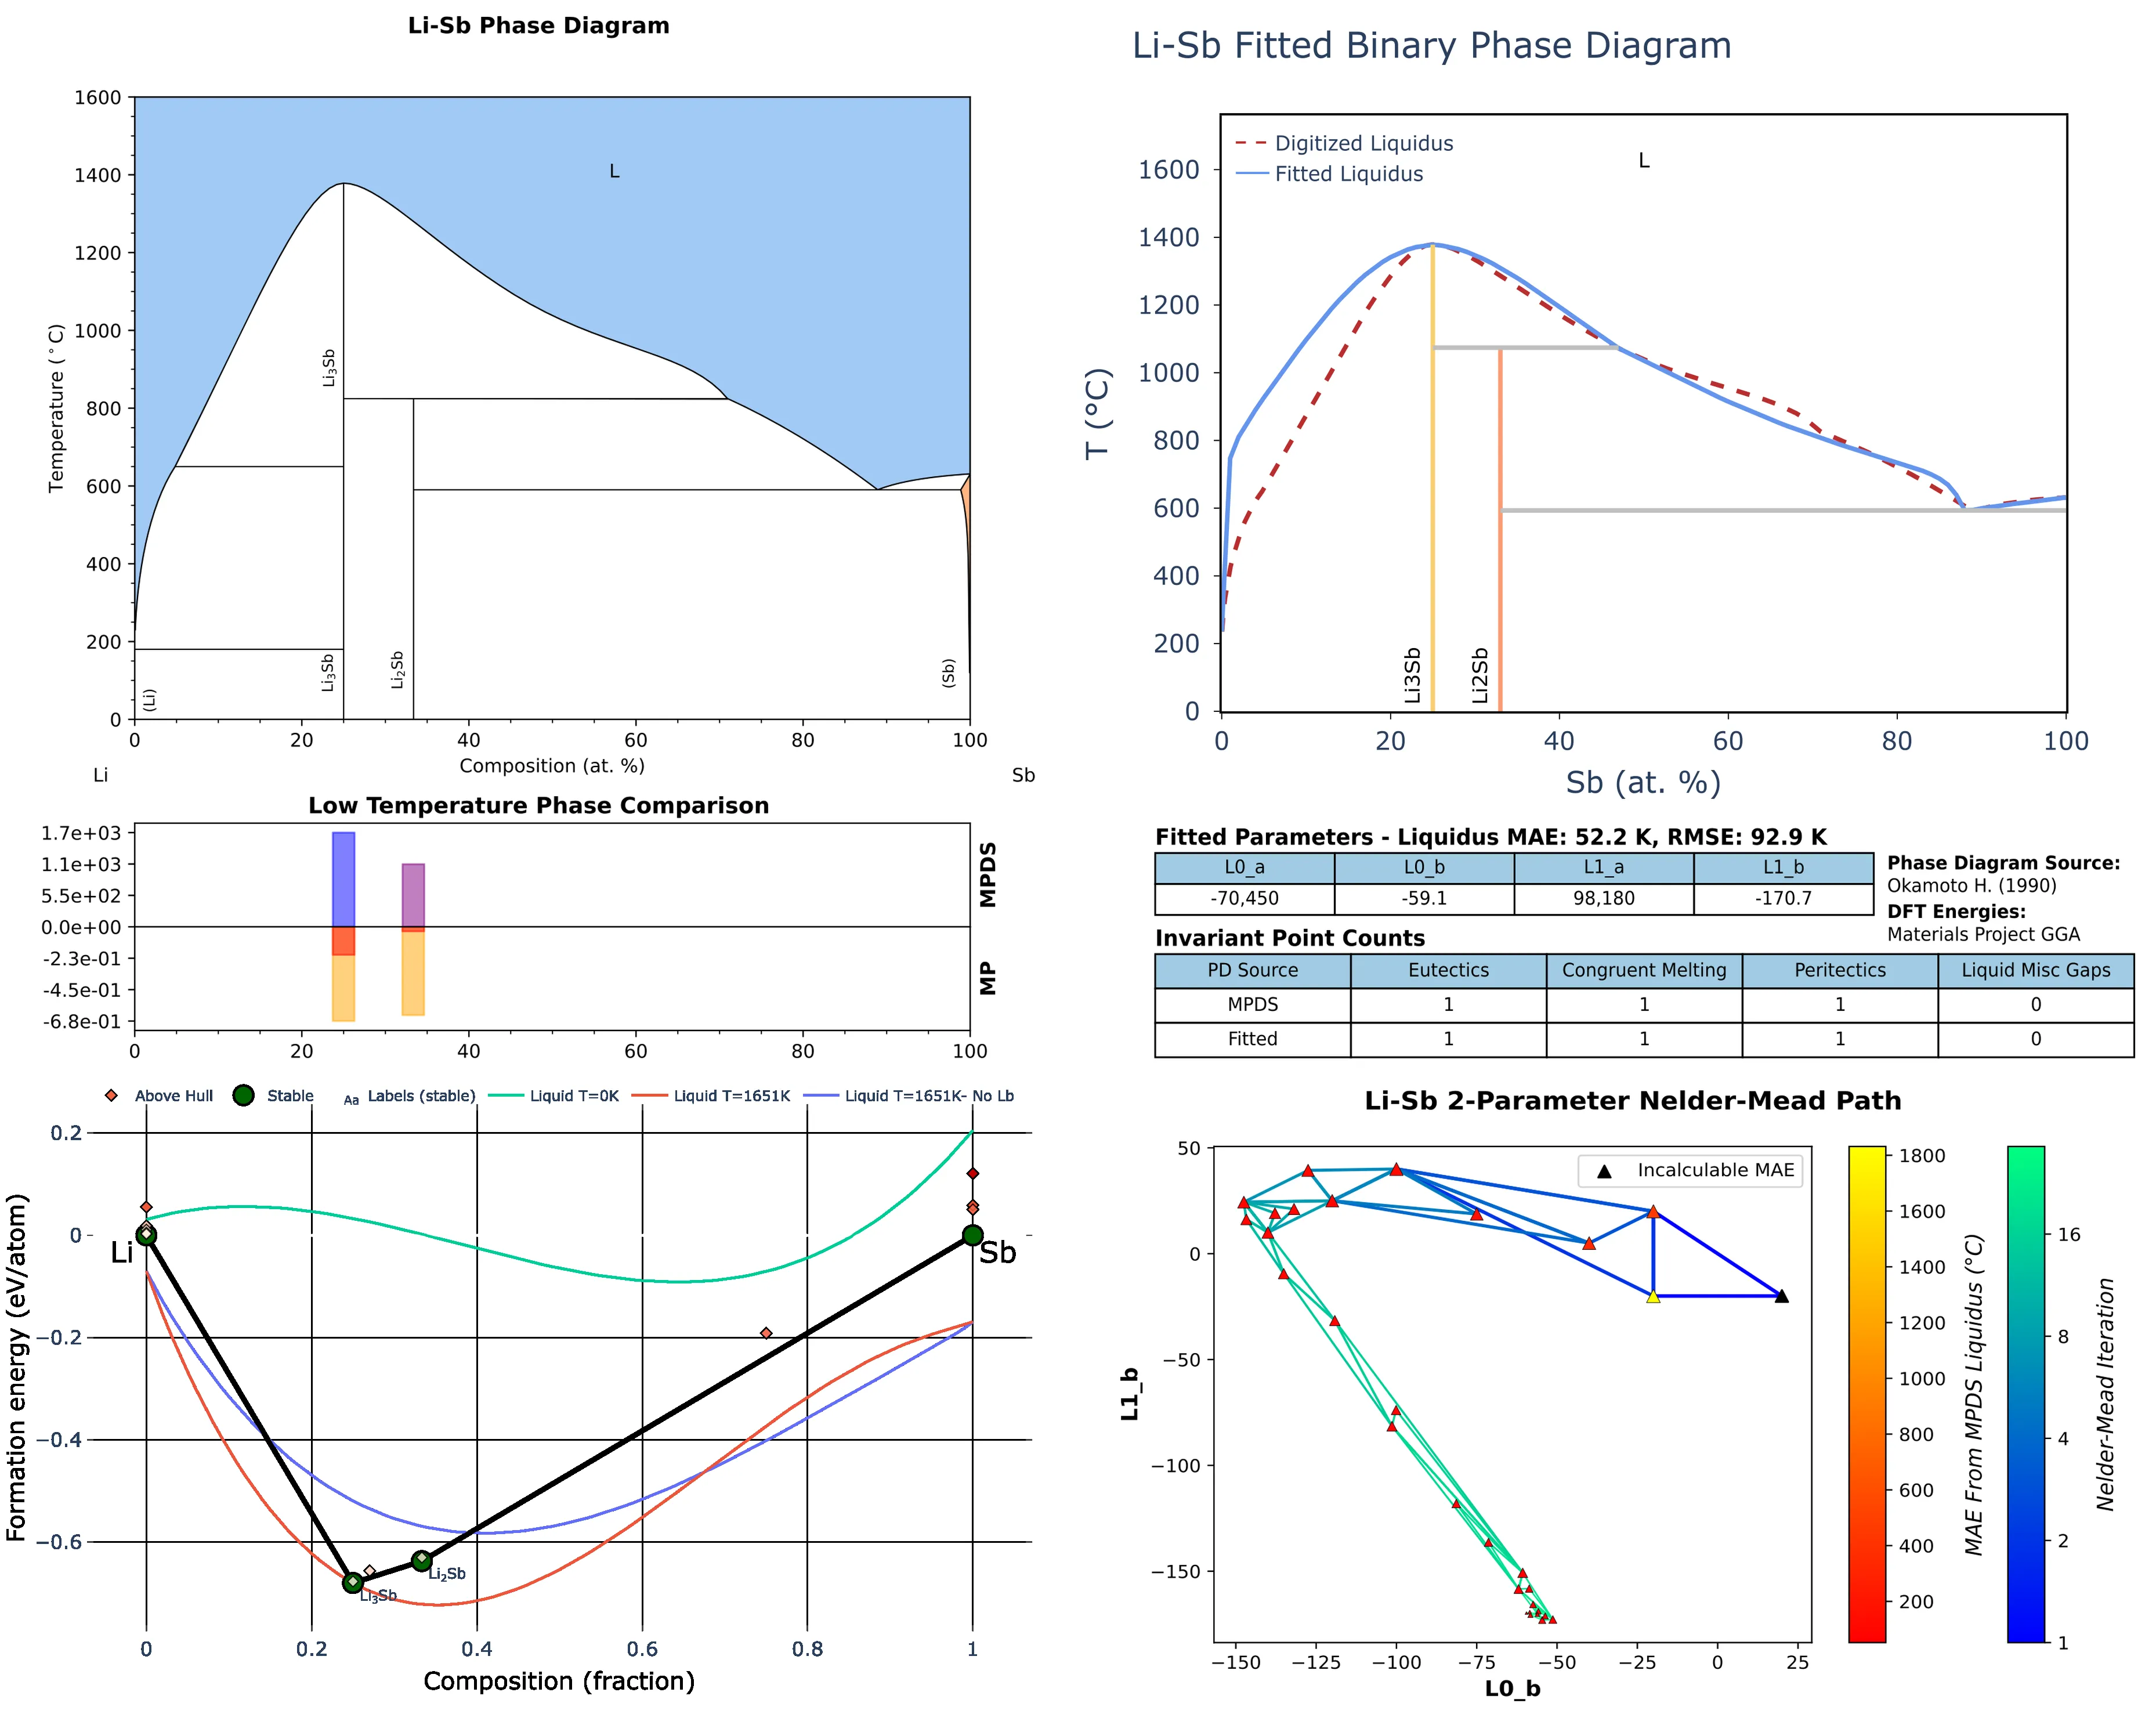 Li-Sb Phase Diagram
1600
1400
1200
1000
800
600
400
200
0
Temperature (°C)
L
Li3Sb
Li3Sb
Li2Sb
(Li)
(Sb)
0 20 40 60 80 100
Composition (at. %)
Li Sb
Li-Sb Fitted Binary Phase Diagram
Digitized Liquidus
Fitted Liquidus
L
1600
1400
1200
1000
800
600
400
200
0
T (°C)
Li3Sb
Li2Sb
0 20 40 60 80 100
Sb (at. %)
Low Temperature Phase Comparison
1.7e+03
1.1e+03
5.5e+02
0.0e+00
-2.3e-01
-4.5e-01
-6.8e-01
MPDS
MP
0 20 40 60 80 100
Fitted Parameters - Liquidus MAE: 52.2 K, RMSE: 92.9 K
L0_a L0_b L1_a L1_b
-70,450 -59.1 98,180 -170.7
Phase Diagram Source:
Okamoto H. (1990)
DFT Energies:
Materials Project GGA
Invariant Point Counts
PD Source Eutectics Congruent Melting Peritectics Liquid Misc Gaps
MPDS 1 1 1 0
Fitted 1 1 1 0
Above Hull Stable Aa Labels (stable) Liquid T=0K Liquid T=1651K Liquid T=1651K- No Lb
0.2
0
−0.2
−0.4
−0.6
Formation energy (eV/atom)
Li
Sb
Li3Sb
Li2Sb
0 0.2 0.4 0.6 0.8 1
Composition (fraction)
Li-Sb 2-Parameter Nelder-Mead Path
Incalculable MAE
50
0
−50
−100
−150
L1_b
−150 −125 −100 −75 −50 −25 0 25
L0_b
1800
1600
1400
1200
1000
800
600
400
200
MAE From MPDS Liquidus (°C)
16
8
4
2
1
Nelder-Mead Iteration